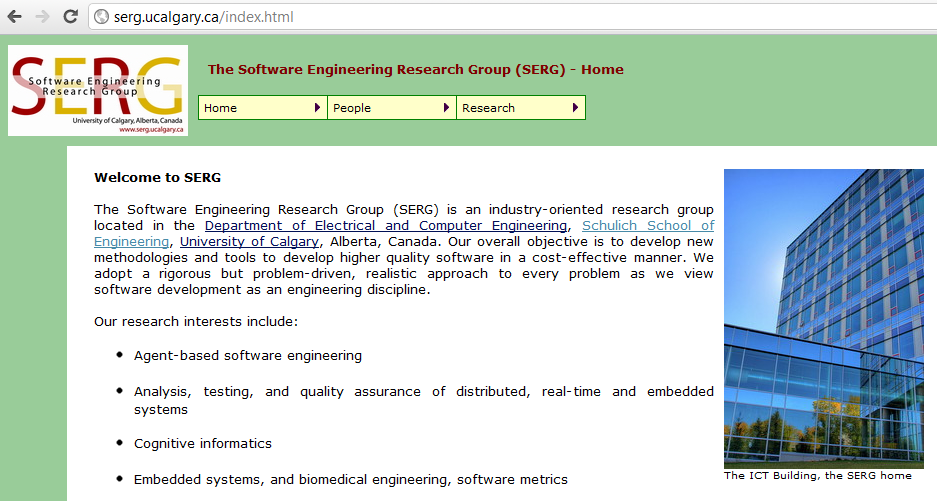 serg.ucalgary.ca/index.html
SERG
Software Engineering
Research Group
University of Calgary, Alberta, Canada
www.serg.ucalgary.ca
The Software Engineering Research Group (SERG) - Home
Home
People
Research
Welcome to SERG
The Software Engineering Research Group (SERG) is an industry-oriented research group
located in the Department of Electrical and Computer Engineering, Schulich School of
Engineering, University of Calgary, Alberta, Canada. Our overall objective is to develop new
methodologies and tools to develop higher quality software in a cost-effective manner. We
adopt a rigorous but problem-driven, realistic approach to every problem as we view
software development as an engineering discipline.
Our research interests include:
Agent-based software engineering
Analysis, testing, and quality assurance of distributed, real-time and embedded
systems
Cognitive informatics
Embedded systems, and biomedical engineering, software metrics
The ICT Building, the SERG home